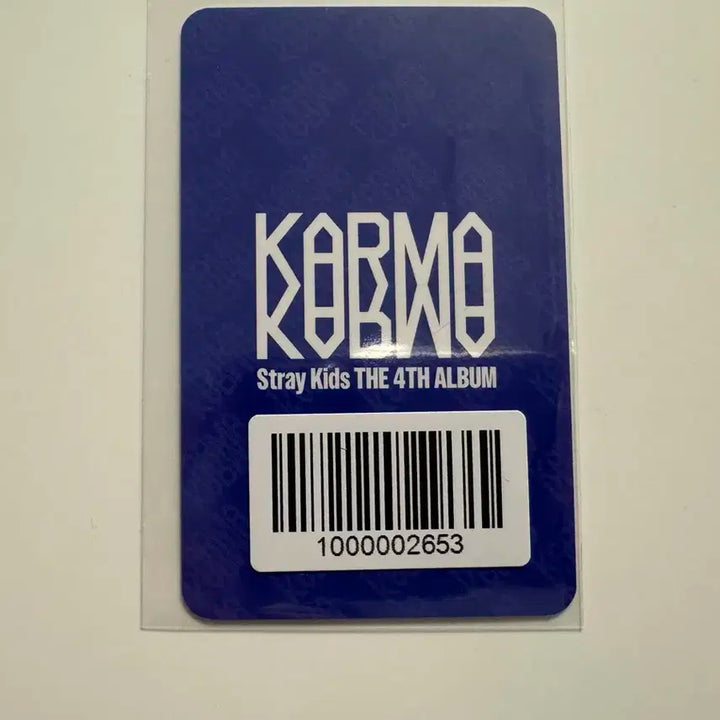 KARMA
Stray Kids THE 4TH ALBUM
1000002653